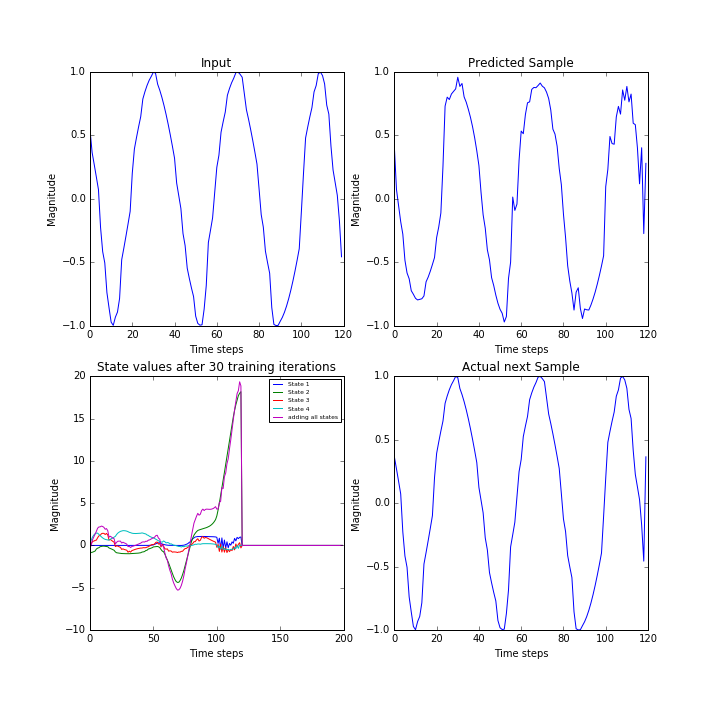 Input
1.0
0.5
0.0
−0.5
−1.0
Magnitude
0 20 40 60 80 100 120
Time steps
Predicted Sample
1.0
0.5
0.0
−0.5
−1.0
Magnitude
0 20 40 60 80 100 120
Time steps
State values after 30 training iterations
20
15
10
5
0
−5
−10
Magnitude
State 1
State 2
State 3
State 4
adding all states
0 50 100 150 200
Time steps
Actual next Sample
1.0
0.5
0.0
−0.5
−1.0
Magnitude
0 20 40 60 80 100 120
Time steps